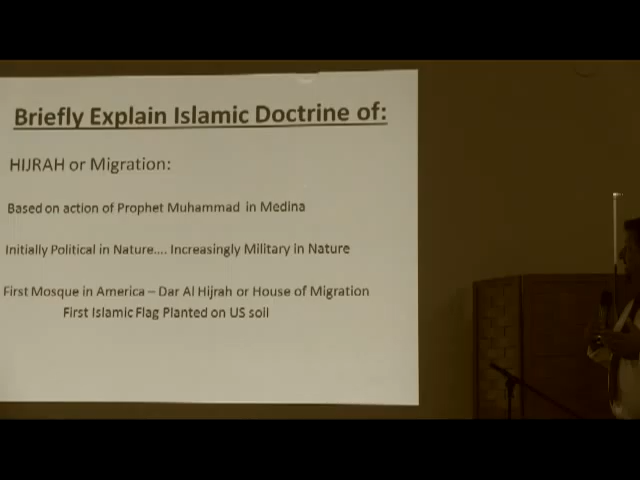 Briefly Explain Islamic Doctrine of:
HIJRAH or Migration:
Based on action of Prophet Muhammad in Medina
Initially Political in Nature.... Increasingly Military in Nature
First Mosque in America – Dar Al Hijrah or House of Migration
First Islamic Flag Planted on US soil